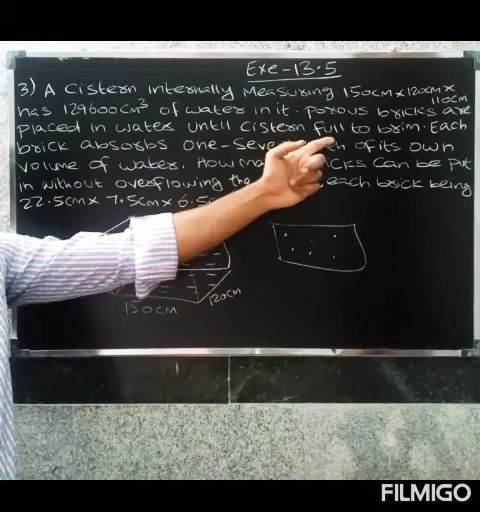 Exe-13.5
3) A Cistern internally Measuring 150cm×120cm×
110cm
has 129600cm³ of water in it. Porous bricks are
placed in water until Cistern full to brim. Each
brick absorbs one- of its own
volume of water. How can be put
in without overflowing the each brick being
22.5cm× 7.5cm× 6.5
150cm
120cm
FILMIGO